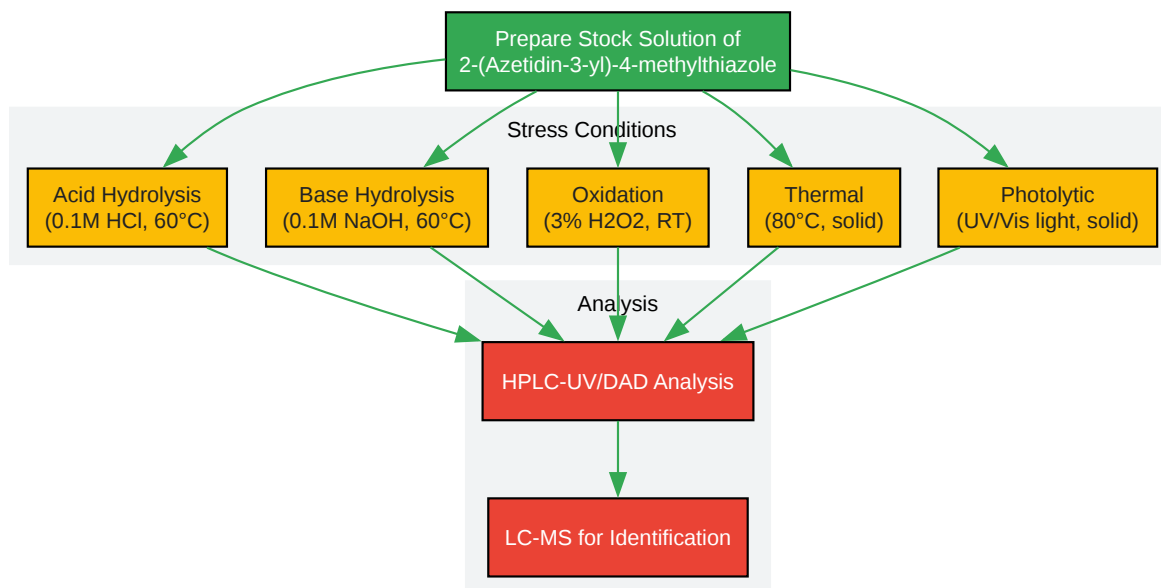 Prepare Stock Solution of
2-(Azetidin-3-yl)-4-methylthiazole
Stress Conditions
Acid Hydrolysis
(0.1M HCl, 60°C)
Base Hydrolysis
(0.1M NaOH, 60°C)
Oxidation
(3% H2O2, RT)
Thermal
(80°C, solid)
Photolytic
(UV/Vis light, solid)
Analysis
HPLC-UV/DAD Analysis
LC-MS for Identification